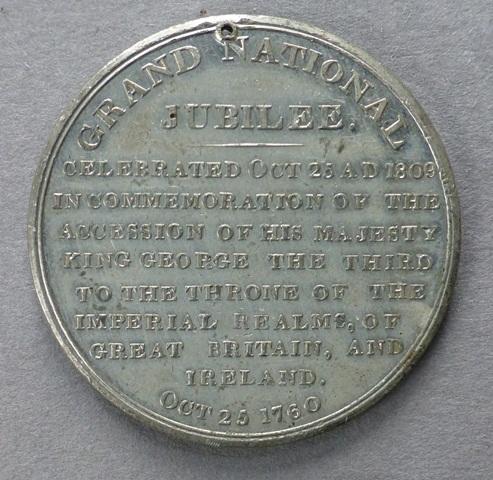 GRAND NATIONAL
JUBILEE.
CELEBRATED OCT 25 A D 1809
IN COMMEMORATION OF THE
ACCESSION OF HIS MAJESTY
KING GEORGE THE THIRD
TO THE THRONE OF THE
IMPERIAL REALMS, OF
GREAT BRITAIN, AND
IRELAND.
OCT 25 1760